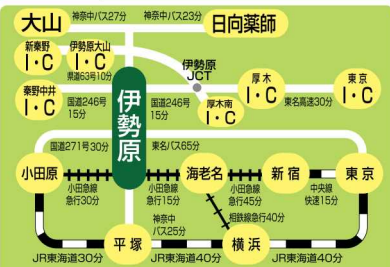 神奈中バス27分
神奈中バス23分
大山
日向薬師
新秦野
I・C
伊勢原大山
I・C
県道63号10分
伊勢原
JCT
厚木
I・C
東京
I・C
秦野中井
I・C
国道246号
15分
伊勢原
国道246号
15分
厚木南
I・C
東名高速30分
国道271号30分
東名バス65分
小田原
海老名
新宿
東京
小田急線
急行30分
小田急線
急行15分
小田急線
急行45分
中央線
快速15分
神奈中
バス25分
相鉄線急行40分
平塚
横浜
JR東海道30分
JR東海道40分
JR東海道40分